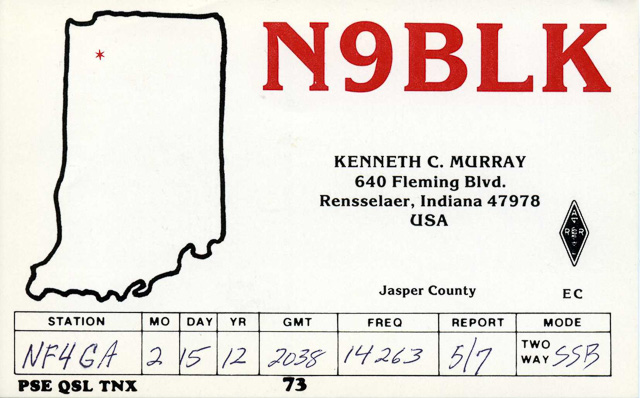 N9BLK
KENNETH C. MURRAY
640 Fleming Blvd.
Rensselaer, Indiana 47978
USA
Jasper County
EC
STATION MO DAY YR GMT FREQ REPORT MODE
NF4GA 2 15 12 2038 14263 5/7 TWO WAY SSB
PSE QSL TNX 73